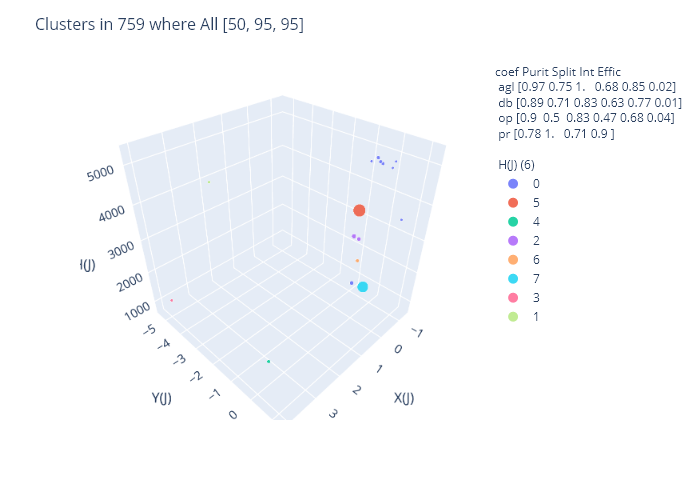 Clusters in 759 where All [50, 95, 95]
coef Purit Split Int Effic
agl [0.97 0.75 1.   0.68 0.85 0.02]
db [0.89 0.71 0.83 0.63 0.77 0.01]
op [0.9  0.5  0.83 0.47 0.68 0.04]
pr [0.78 1.   0.71 0.9 ]
H(J) (6)
0
5
4
2
6
7
3
1
5000
4000
3000
2000
1000
H(J)
−5
−4
−3
−2
−1
0
Y(J)
−1
0
1
2
3
X(J)